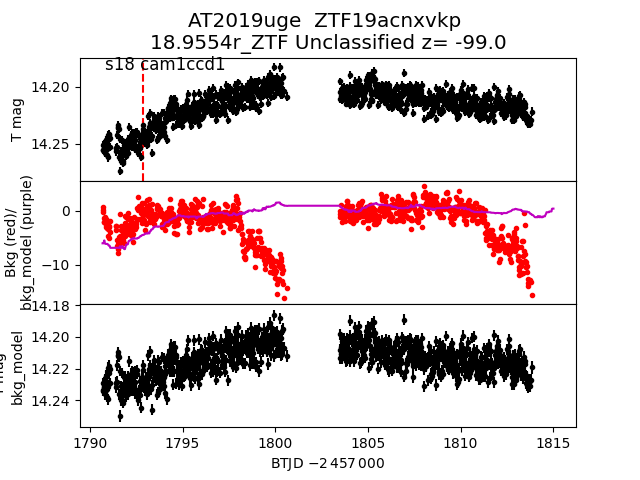 AT2019uge  ZTF19acnxvkp
18.9554r_ZTF Unclassified z= -99.0
s18 cam1ccd1
T mag
14.20
14.25
Bkg (red)/
bkg_model (purple)
0
−10
bkg_model
14.18
14.20
14.22
14.24
1790
1795
1800
1805
1810
1815
BTJD −2 457 000